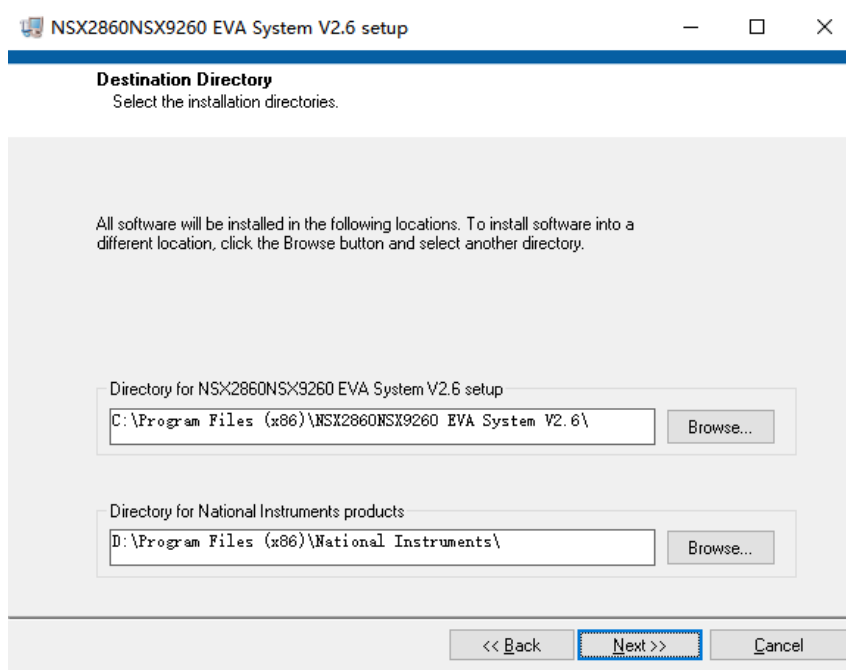 NSX2860NSX9260 EVA System V2.6 setup
Destination Directory
Select the installation directories.
All software will be installed in the following locations. To install software into a
different location, click the Browse button and select another directory.
Directory for NSX2860NSX9260 EVA System V2.6 setup
C:\Program Files (x86)\NSX2860NSX9260 EVA System V2.6\
Browse...
Directory for National Instruments products
D:\Program Files (x86)\National Instruments\
Browse...
<< Back
Next >>
Cancel